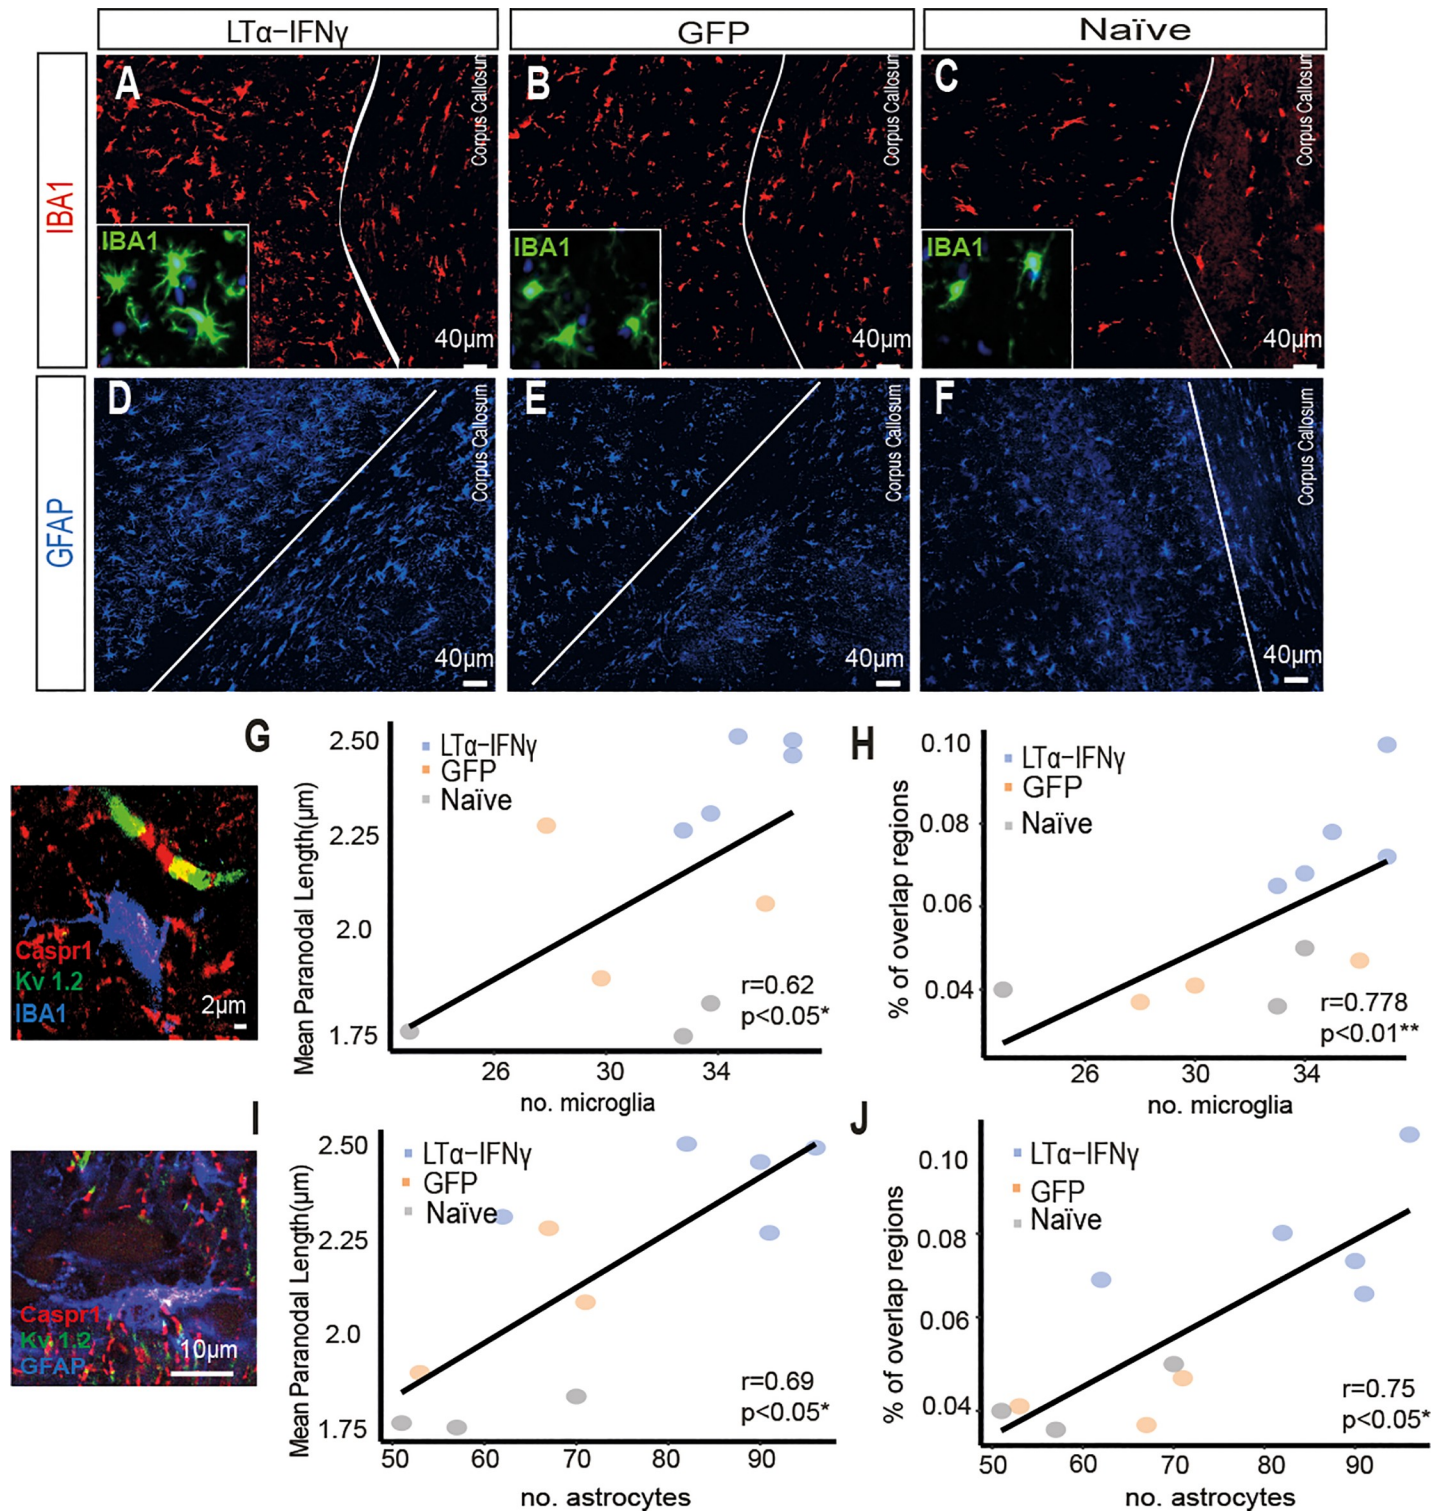 LTα−IFNγ
GFP
Naïve
IBA1
A
Corpus Callosum
IBA1
40µm
B
Corpus Callosum
IBA1
40µm
C
Corpus Callosum
IBA1
40µm
GFAP
D
Corpus Callosum
40µm
E
Corpus Callosum
40µm
F
Corpus Callosum
40µm
Caspr1
Kv 1.2
IBA1
2µm
G
Mean Paranodal Length(µm)
2.50
2.25
2.0
1.75
LTα−IFNγ
GFP
Naïve
r=0.62
p<0.05*
26 30 34
no. microglia
H
% of overlap regions
0.10
0.08
0.06
0.04
LTα−IFNγ
GFP
Naïve
r=0.778
p<0.01**
26 30 34
no. microglia
Caspr1
Kv 1.2
GFAP
10µm
I
Mean Paranodal Length(µm)
2.50
2.25
2.0
1.75
LTα−IFNγ
GFP
Naïve
r=0.69
p<0.05*
50 60 70 80 90
no. astrocytes
J
% of overlap regions
0.10
0.08
0.06
0.04
LTα−IFNγ
GFP
Naïve
r=0.75
p<0.05*
50 60 70 80 90
no. astrocytes